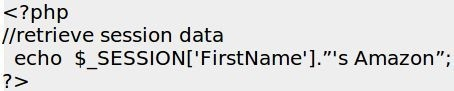 <?php
//retrieve session data
echo $_SESSION['FirstName'].”'s Amazon”;
?>